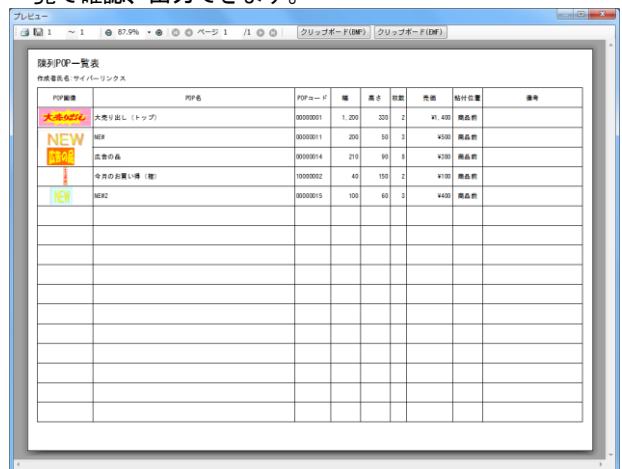 覧で確認、出力できます。
プレビュー
1 ～ 1 87.9% ページ 1 /1 クリップボード(BMP) クリップボード(EMF)
陳列POP一覧表
作成者氏名:サイバーリンクス
POP画像 POP名 POPコード 幅 高さ 枚数 売価 貼付位置 備考
大売り出し 大売り出し（トップ） 00000001 1,200 330 2 ¥1,400 商品前
NEW NEW 00000011 200 50 3 ¥500 商品前
広告の品 広告の品 00000014 210 90 8 ¥300 商品前
今月のお買い得（縦） 10000002 40 150 2 ¥100 商品前
NEW NEW2 00000015 100 60 3 ¥400 商品前